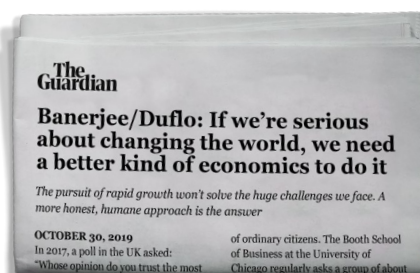 The
Guardian
Banerjee/Duflo: If we're serious
about changing the world, we need
a better kind of economics to do it
The pursuit of rapid growth won't solve the huge challenges we face. A
more honest, humane approach is the answer
OCTOBER 30, 2019
In 2017, a poll in the UK asked:
"Whose opinion do you trust the most
of ordinary citizens. The Booth School
of Business at the University of
Chicago regularly asks a group of about